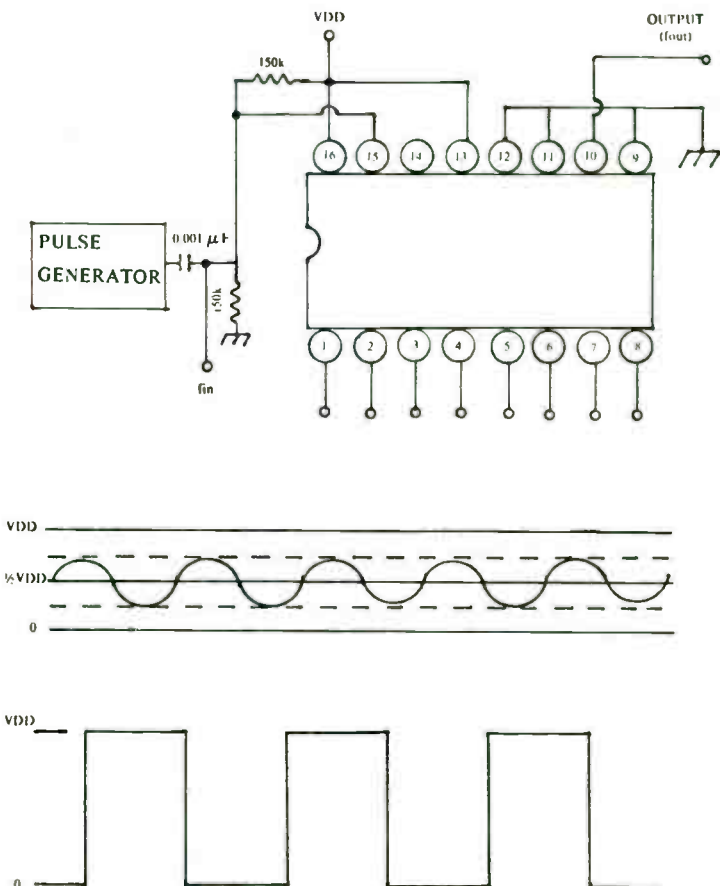 VDD
OUTPUT
(fout)
150k
16 15 14 13 12 11 10 9
PULSE
GENERATOR
0.001 μF
150k
fin
1 2 3 4 5 6 7 8
VDD
½VDD
0
VDD
0